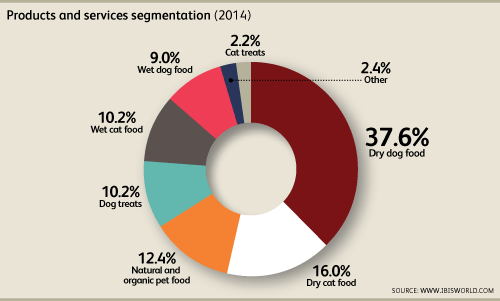 Products and services segmentation (2014)
2.2%
Cat treats
9.0%
Wet dog food
2.4%
Other
10.2%
Wet cat food
37.6%
Dry dog food
10.2%
Dog treats
12.4%
Natural and
organic pet food
16.0%
Dry cat food
SOURCE: WWW.IBISWORLD.COM